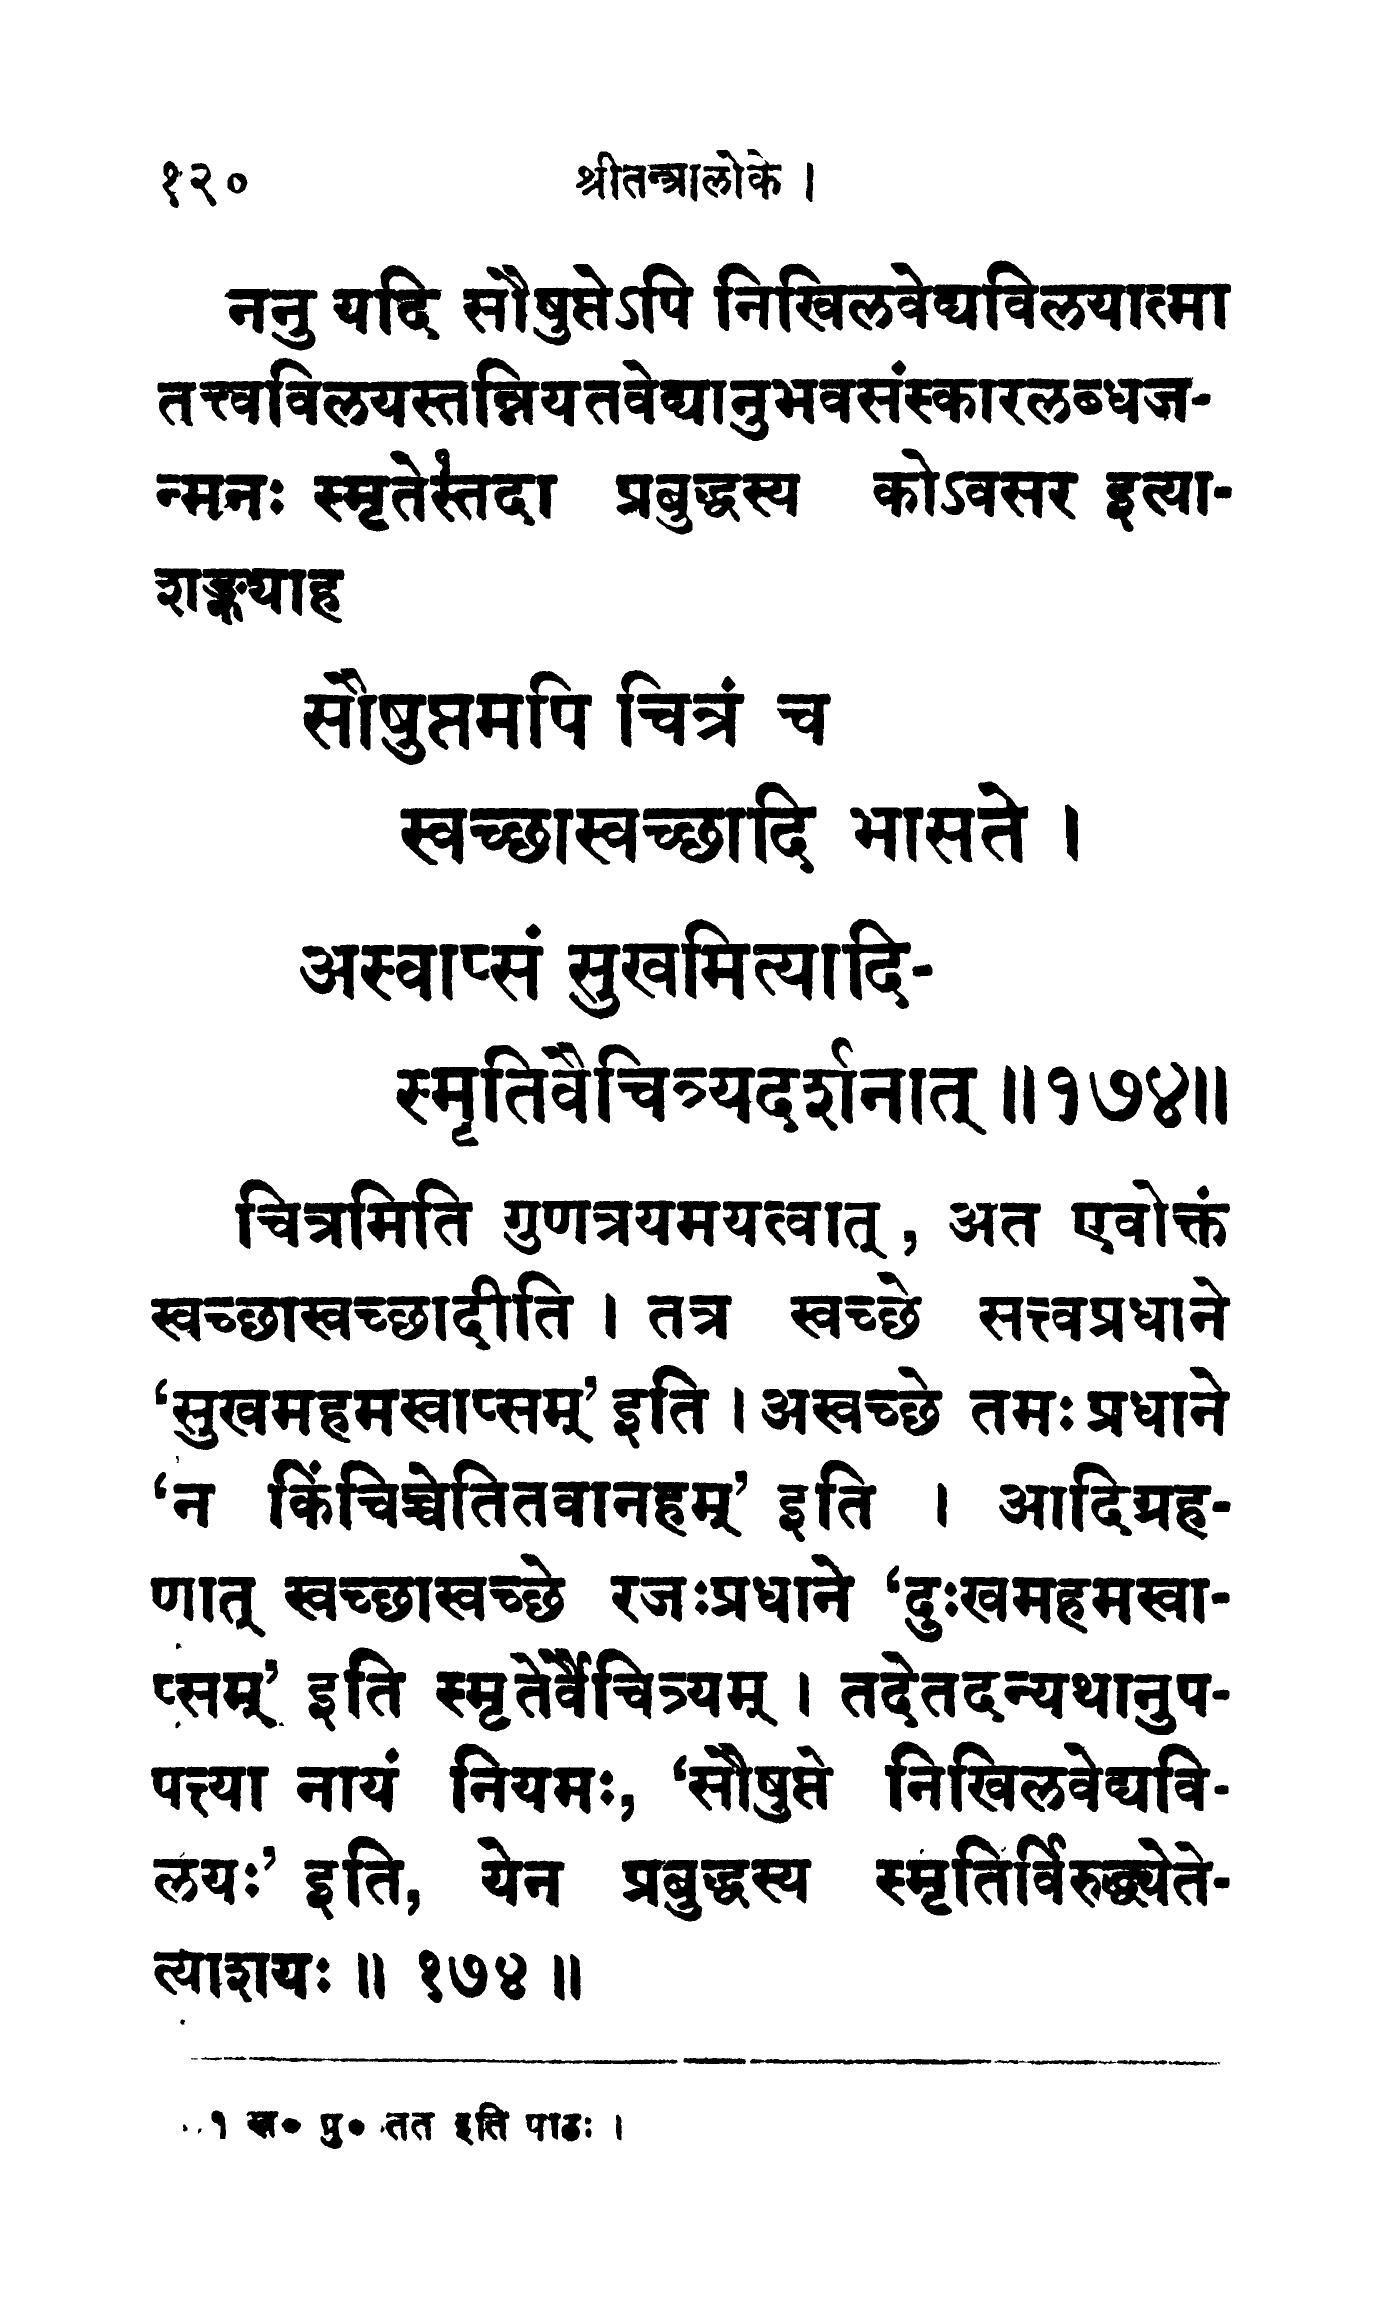 १२० श्रीतन्त्रालोके ।
ननु यदि सौषुप्तेऽपि निखिलवेद्यविलयात्मा
तत्त्वविलयस्तन्नियतवेद्यानुभवसंस्कारलब्धज-
न्मनः स्मृतेस्तदा१ प्रबुद्धस्य कोऽवसर इत्या-
शङ्क्याह
सौषुप्तमपि चित्रं च
स्वच्छास्वच्छादि भासते ।
अस्वाप्सं सुखमित्यादि-
स्मृतिवैचित्र्यदर्शनात् ॥१७४॥
चित्रमिति गुणत्रयमयत्वात्, अत एवोक्तं
स्वच्छास्वच्छादीति । तत्र स्वच्छे सत्त्वप्रधाने
‘सुखमहमस्वाप्सम्’ इति । अस्वच्छे तमःप्रधाने
‘न किंचिच्चेतितवानहम्’ इति । आदिग्रह-
णात् स्वच्छास्वच्छे रजःप्रधाने ‘दुःखमहमस्वा-
प्सम्’ इति स्मृतेर्वैचित्र्यम् । तदेतदन्यथानुप-
पत्त्या नायं नियमः, ‘सौषुप्ते निखिलवेद्यवि-
लयः’ इति, येन प्रबुद्धस्य स्मृतिर्विरुद्ध्येते-
त्याशयः ॥ १७४ ॥
१ पु० तत इति पाठः ।